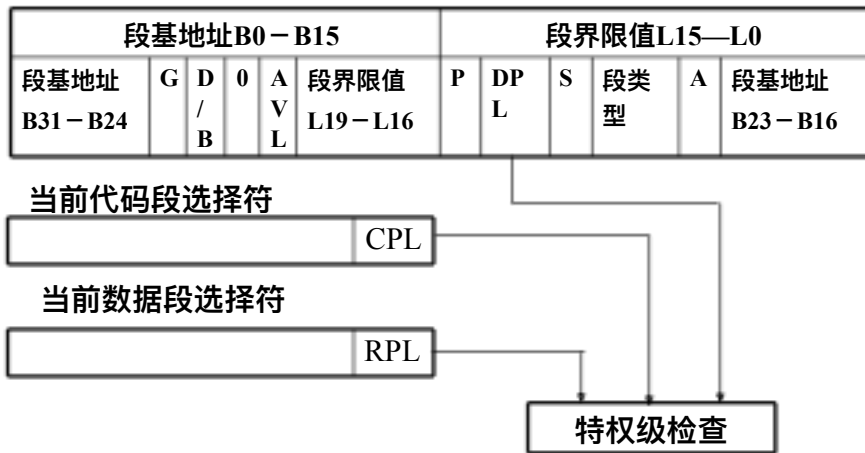 段基地址B0－B15 段界限值L15—L0
段基地址 G D 0 A 段界限值 P DP S 段类 A 段基地址
B31－B24 / V L19－L16 L 型 B23－B16
B L
当前代码段选择符
CPL
当前数据段选择符
RPL
特权级检查